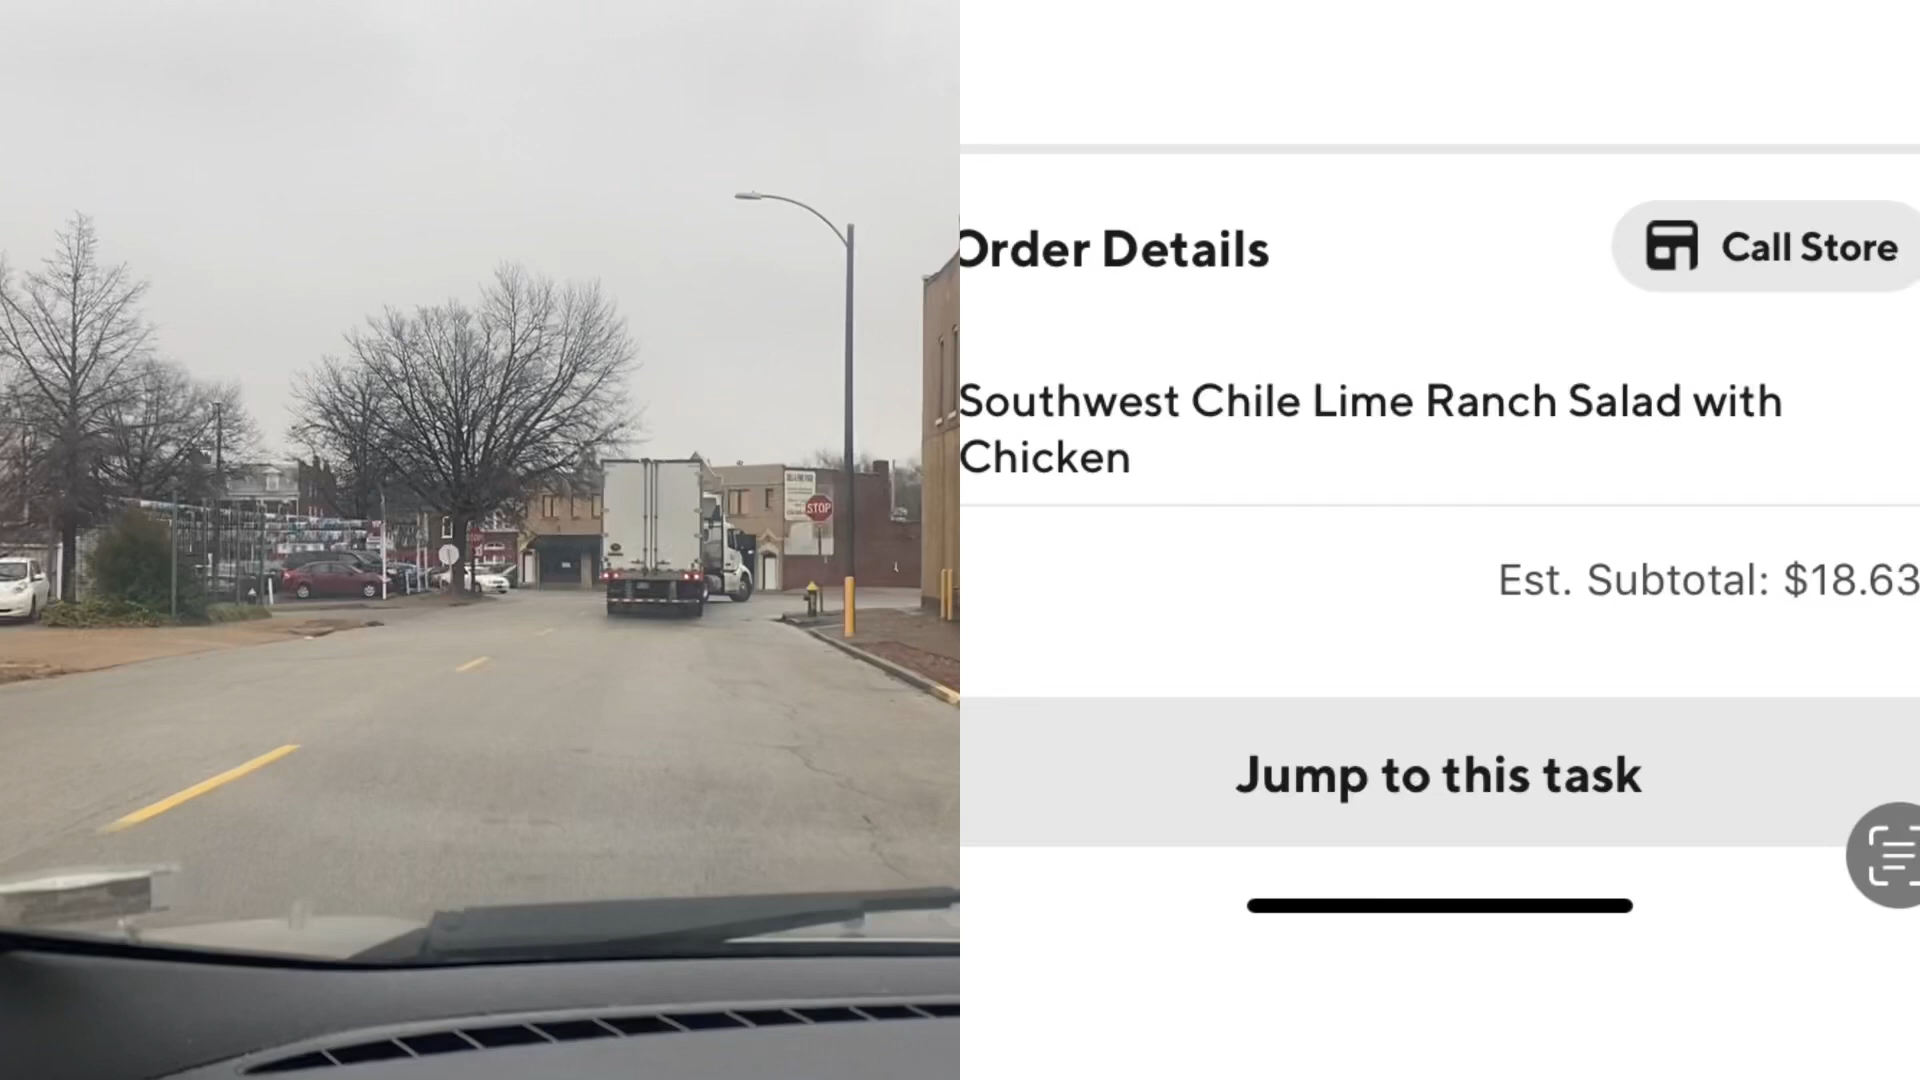 STOP
Order Details
Call Store
Southwest Chile Lime Ranch Salad with
Chicken
Est. Subtotal: $18.63
Jump to this task